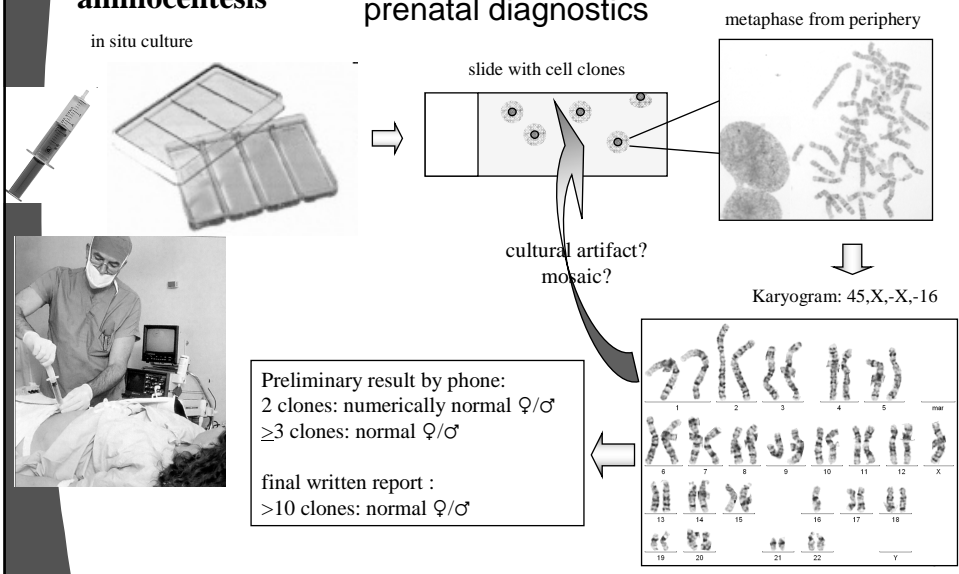 amniocentesis
prenatal diagnostics
in situ culture
slide with cell clones
metaphase from periphery
cultural artifact?
mosaic?
Karyogram: 45,X,-X,-16
Preliminary result by phone:
2 clones: numerically normal ♀/♂
≥3 clones: normal ♀/♂
final written report :
>10 clones: normal ♀/♂
1 2 3 4 5 mar
6 7 8 9 10 11 12 X
13 14 15 16 17 18
19 20 21 22 Y